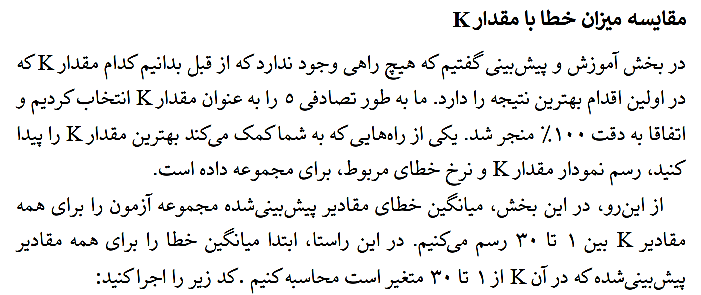 مقایسه میزان خطا با مقدار K
در بخش آموزش و پیش‌بینی گفتیم که هیچ راهی وجود ندارد که از قبل بدانیم کدام مقدار K که
در اولین اقدام بهترین نتیجه را دارد. ما به طور تصادفی ۵ را به عنوان مقدار K انتخاب کردیم و
اتفاقا به دقت ۱۰۰٪ منجر شد. یکی از راه‌هایی که به شما کمک می‌کند بهترین مقدار K را پیدا
کنید، رسم نمودار مقدار K و نرخ خطای مربوط، برای مجموعه داده است.
از این‌رو، در این بخش، میانگین خطای مقادیر پیش‌بینی‌شده مجموعه آزمون را برای همه
مقادیر K بین ۱ تا ۳۰ رسم می‌کنیم. در این راستا، ابتدا میانگین خطا را برای همه مقادیر
پیش‌بینی‌شده که در آن K از ۱ تا ۳۰ متغیر است محاسبه کنیم .کد زیر را اجرا کنید: